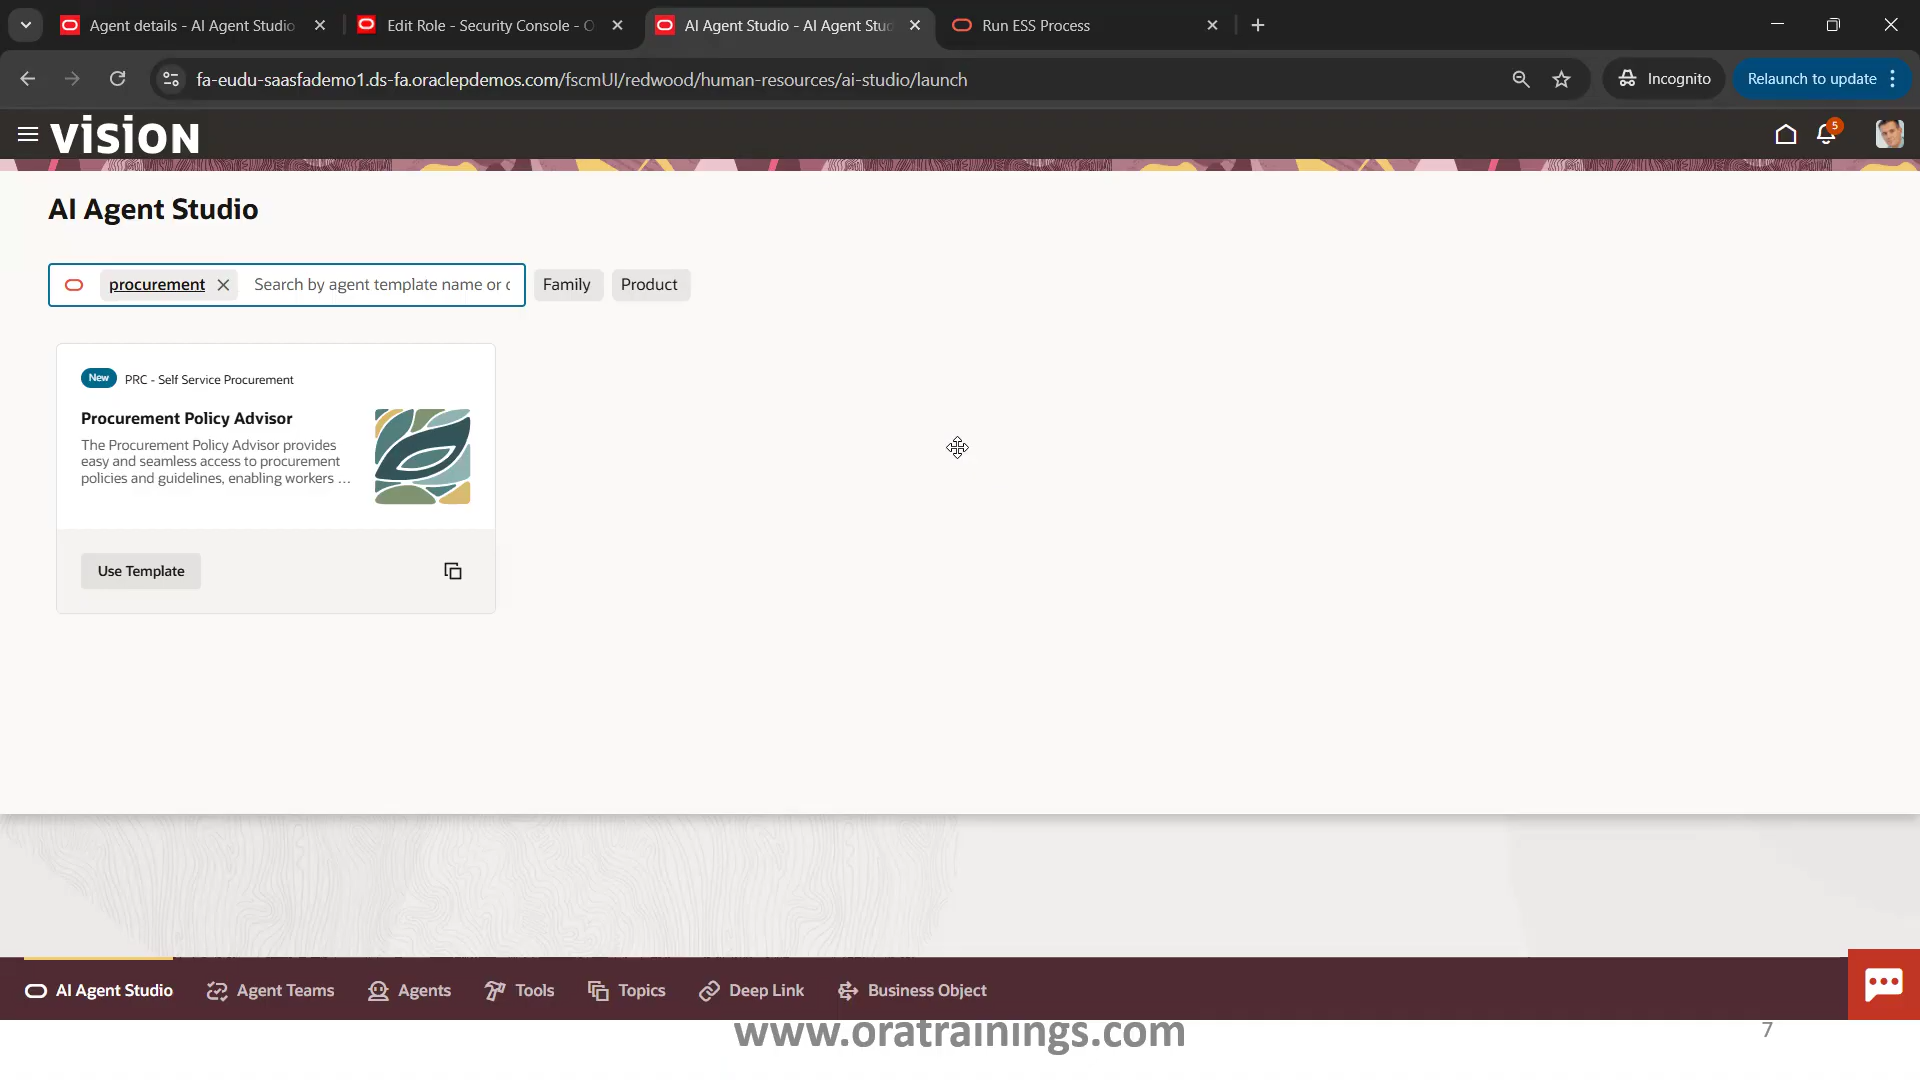 Agent details - AI Agent Studio
Edit Role - Security Console - O
AI Agent Studio - AI Agent Stu
Run ESS Process
fa-eudu-saasfademo1.ds-fa.oraclepdemos.com/fscmUI/redwood/human-resources/ai-studio/launch
Incognito
Relaunch to update
vision
5
AI Agent Studio
procurement
Search by agent template name or c
Family
Product
New
PRC - Self Service Procurement
Procurement Policy Advisor
The Procurement Policy Advisor provides
easy and seamless access to procurement
policies and guidelines, enabling workers ...
Use Template
AI Agent Studio
Agent Teams
Agents
Tools
Topics
Deep Link
Business Object
www.oratrainings.com
7